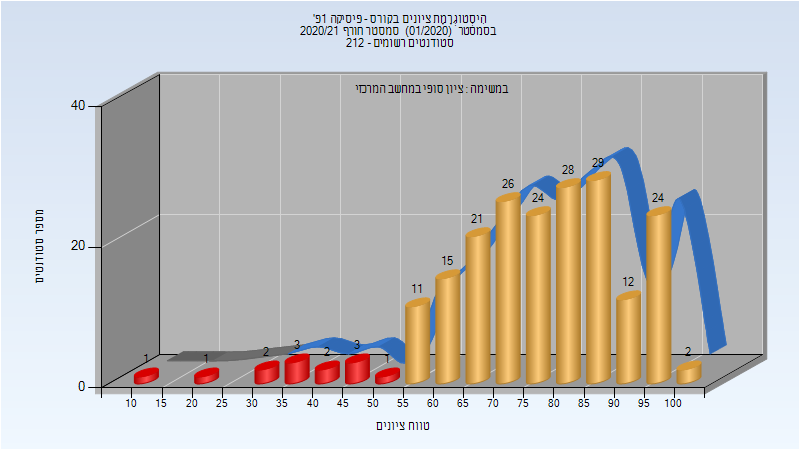 היסטוגרמת ציונים בקורס - פיסיקה 1פ'
בסמסטר (01/2020) סמסטר חורף 2020/21
סטודנטים רשומים - 212
במשימה : ציון סופי במחשב המרכזי
מספר סטודנטים
40
20
0
1
1
2
3
2
3
1
11
15
21
26
24
28
29
12
24
2
10 15 20 25 30 35 40 45 50 55 60 65 70 75 80 85 90 95 100
טווח ציונים